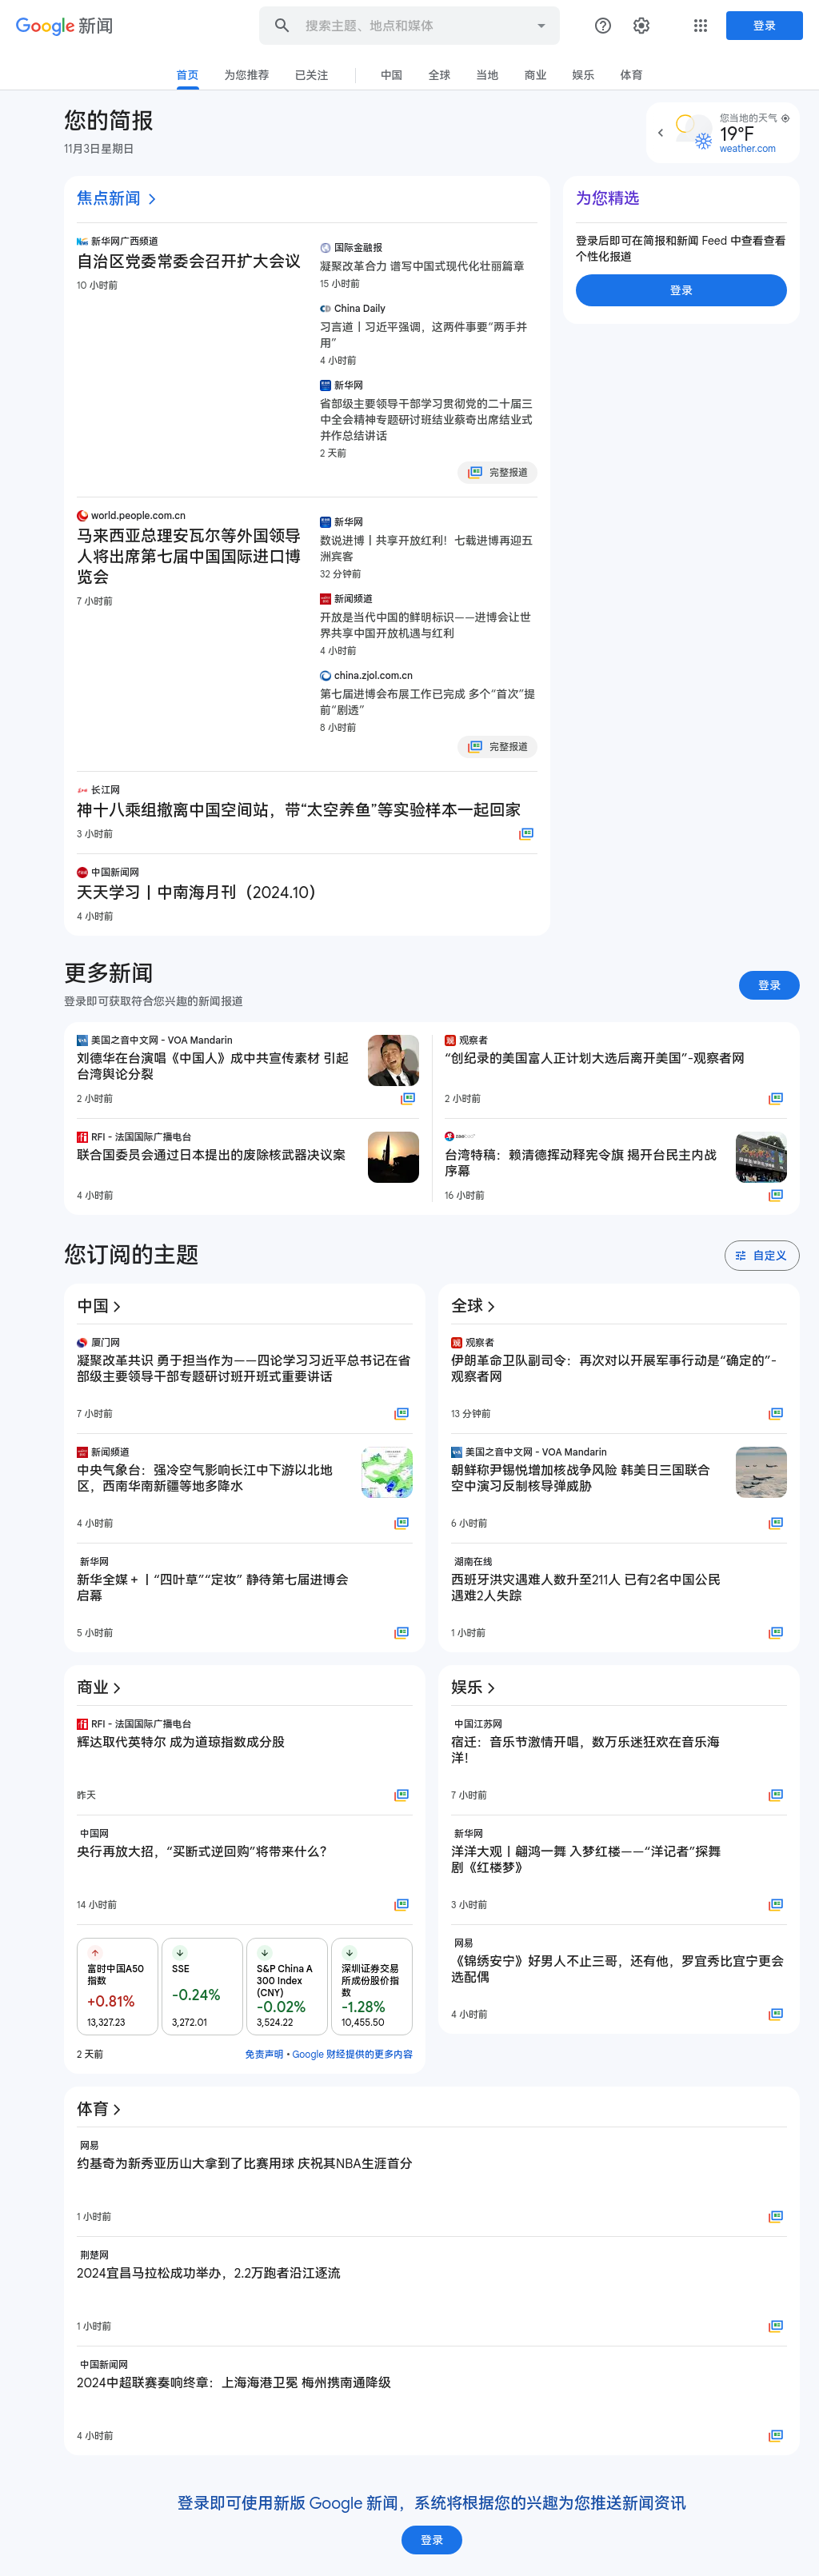 Google 新闻
搜索主题、地点和媒体
登录
首页
为您推荐
已关注
中国
全球
当地
商业
娱乐
体育
您的简报
11月3日星期日
您当地的天气
19°F
weather.com
焦点新闻
新华网广西频道
自治区党委常委会召开扩大会议
10 小时前
国际金融报
凝聚改革合力 谱写中国式现代化壮丽篇章
15 小时前
China Daily
习言道丨习近平强调，这两件事要“两手并
用”
4 小时前
新华网
省部级主要领导干部学习贯彻党的二十届三
中全会精神专题研讨班结业蔡奇出席结业式
并作总结讲话
2 天前
完整报道
为您精选
登录后即可在简报和新闻 Feed 中查看查看
个性化报道
登录
world.people.com.cn
马来西亚总理安瓦尔等外国领导
人将出席第七届中国国际进口博
览会
7 小时前
新华网
数说进博丨共享开放红利！七载进博再迎五
洲宾客
32 分钟前
新闻频道
开放是当代中国的鲜明标识——进博会让世
界共享中国开放机遇与红利
4 小时前
china.zjol.com.cn
第七届进博会布展工作已完成 多个“首次”提
前“剧透”
8 小时前
完整报道
长江网
神十八乘组撤离中国空间站，带“太空养鱼”等实验样本一起回家
3 小时前
中国新闻网
天天学习丨中南海月刊（2024.10）
4 小时前
更多新闻
登录即可获取符合您兴趣的新闻报道
登录
美国之音中文网 - VOA Mandarin
刘德华在台演唱《中国人》成中共宣传素材 引起
台湾舆论分裂
2 小时前
观察者
“创纪录的美国富人正计划大选后离开美国”-观察者网
2 小时前
RFI - 法国国际广播电台
联合国委员会通过日本提出的废除核武器决议案
4 小时前
台湾特稿：赖清德挥动释宪令旗 揭开台民主内战
序幕
16 小时前
您订阅的主题
自定义
中国
厦门网
凝聚改革共识 勇于担当作为——四论学习习近平总书记在省
部级主要领导干部专题研讨班开班式重要讲话
7 小时前
新闻频道
中央气象台：强冷空气影响长江中下游以北地
区，西南华南新疆等地多降水
4 小时前
新华网
新华全媒＋丨“四叶草”“定妆” 静待第七届进博会
启幕
5 小时前
全球
观察者
伊朗革命卫队副司令：再次对以开展军事行动是“确定的”-
观察者网
13 分钟前
美国之音中文网 - VOA Mandarin
朝鲜称尹锡悦增加核战争风险 韩美日三国联合
空中演习反制核导弹威胁
6 小时前
湖南在线
西班牙洪灾遇难人数升至211人 已有2名中国公民
遇难2人失踪
1 小时前
商业
RFI - 法国国际广播电台
辉达取代英特尔 成为道琼指数成分股
昨天
中国网
央行再放大招，“买断式逆回购”将带来什么？
14 小时前
富时中国A50
指数
+0.81%
13,327.23
SSE
-0.24%
3,272.01
S&P China A
300 Index
(CNY)
-0.02%
3,524.22
深圳证券交易
所成份股价指
数
-1.28%
10,455.50
2 天前
免责声明 • Google 财经提供的更多内容
娱乐
中国江苏网
宿迁：音乐节激情开唱，数万乐迷狂欢在音乐海
洋！
7 小时前
新华网
洋洋大观丨翩鸿一舞 入梦红楼——“洋记者”探舞
剧《红楼梦》
3 小时前
网易
《锦绣安宁》好男人不止三哥，还有他，罗宜秀比宜宁更会
选配偶
4 小时前
体育
网易
约基奇为新秀亚历山大拿到了比赛用球 庆祝其NBA生涯首分
1 小时前
荆楚网
2024宜昌马拉松成功举办，2.2万跑者沿江逐流
1 小时前
中国新闻网
2024中超联赛奏响终章：上海海港卫冕 梅州携南通降级
4 小时前
登录即可使用新版 Google 新闻，系统将根据您的兴趣为您推送新闻资讯
登录